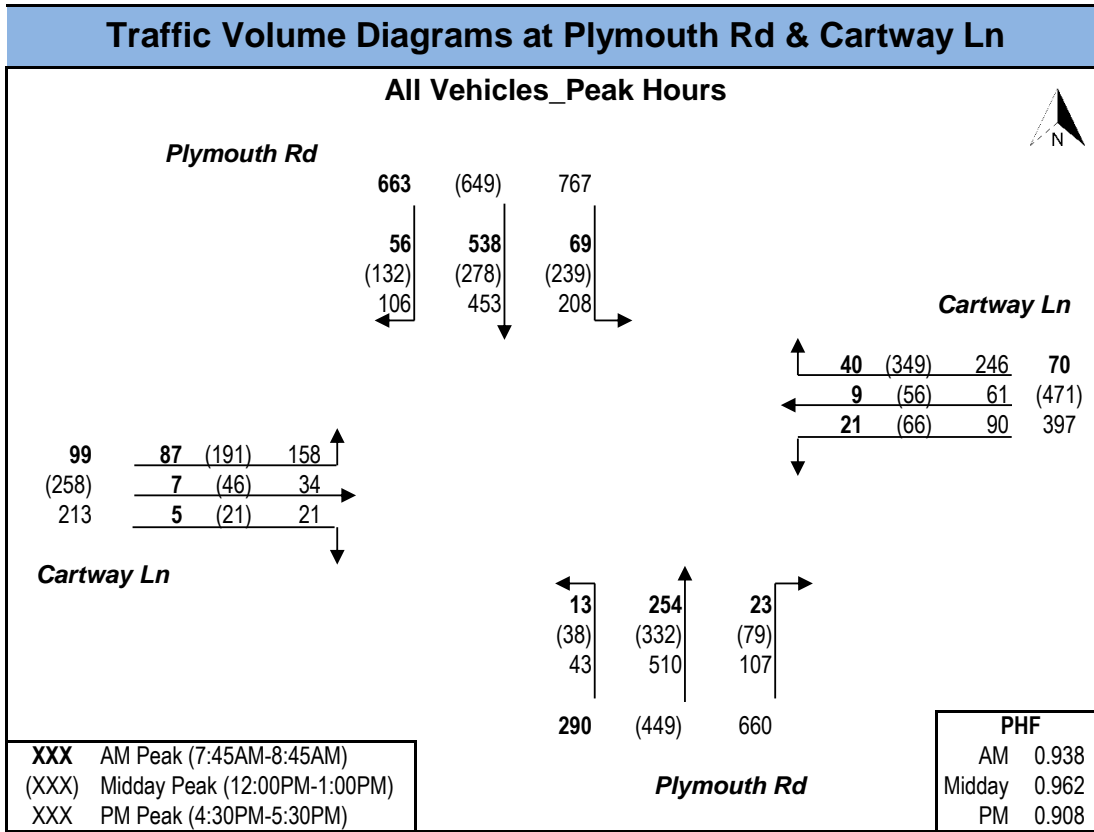 Traffic Volume Diagrams at Plymouth Rd & Cartway Ln
All Vehicles_Peak Hours
N
Plymouth Rd
663 (649) 767
56 538 69
(132) (278) (239)
106 453 208
Cartway Ln
40 (349) 246 70
9 (56) 61 (471)
21 (66) 90 397
99 87 (191) 158
(258) 7 (46) 34
213 5 (21) 21
Cartway Ln
13 254 23
(38) (332) (79)
43 510 107
290 (449) 660
Plymouth Rd
XXX AM Peak (7:45AM-8:45AM)
(XXX) Midday Peak (12:00PM-1:00PM)
XXX PM Peak (4:30PM-5:30PM)
PHF
AM 0.938
Midday 0.962
PM 0.908